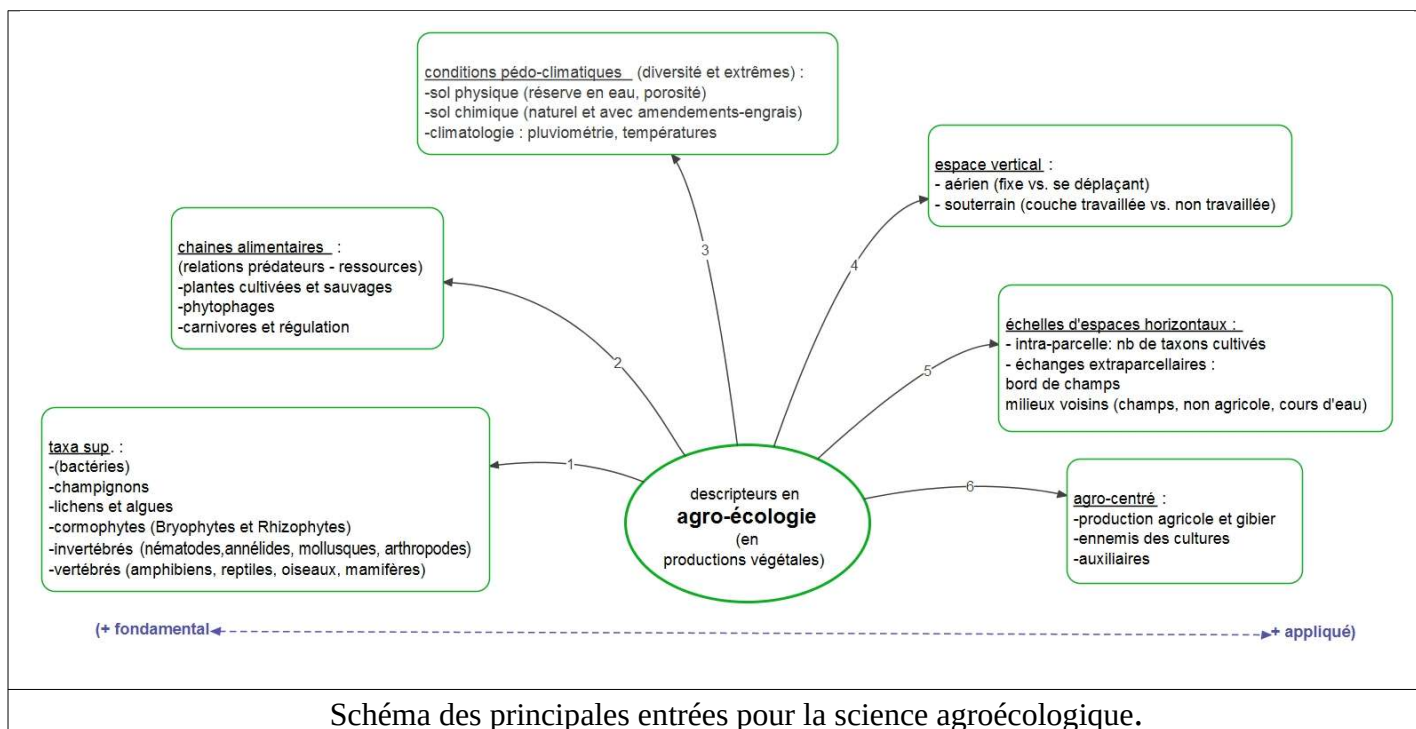 conditions pédo-climatiques (diversité et extrêmes) :
-sol physique (réserve en eau, porosité)
-sol chimique (naturel et avec amendements-engrais)
-climatologie : pluviométrie, températures
espace vertical :
- aérien (fixe vs. se déplaçant)
- souterrain (couche travaillée vs. non travaillée)
chaines alimentaires :
(relations prédateurs - ressources)
-plantes cultivées et sauvages
-phytophages
-carnivores et régulation
3
4
échelles d'espaces horizontaux :
- intra-parcelle: nb de taxons cultivés
- échanges extraparcellaires :
bord de champs
milieux voisins (champs, non agricole, cours d'eau)
2
5
taxa sup. :
-(bactéries)
-champignons
-lichens et algues
-cormophytes (Bryophytes et Rhizophytes)
-invertébrés (nématodes,annélides, mollusques, arthropodes)
-vertébrés (amphibiens, reptiles, oiseaux, mamifères)
1
descripteurs en
agro-écologie
(en
productions végétales)
6
agro-centré :
-production agricole et gibier
-ennemis des cultures
-auxiliaires
(+ fondamental
+ appliqué)
Schéma des principales entrées pour la science agroécologique.